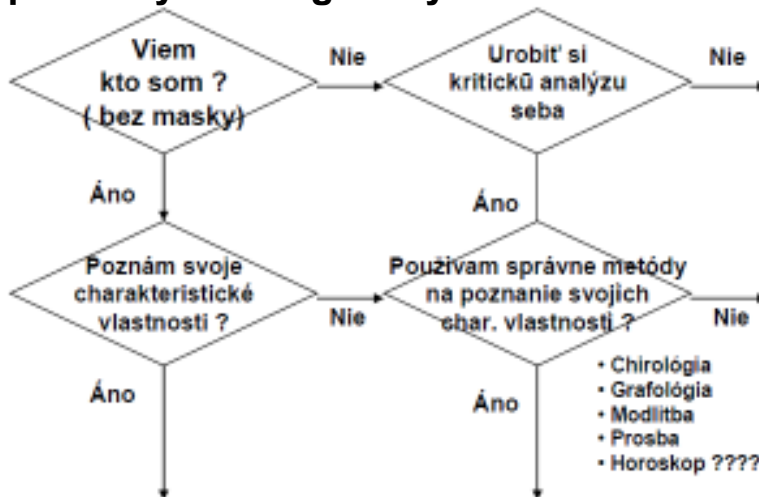 Viem
kto som ?
( bez masky)
Nie
Urobiť si
kritickú analýzu
seba
Nie
Áno
Áno
Poznám svoje
charakteristické
vlastnosti ?
Nie
Používam správne metódy
na poznanie svojich
char. vlastností ?
Nie
Áno
Áno
• Chirológia
• Grafológia
• Modlitba
• Prosba
• Horoskop ????